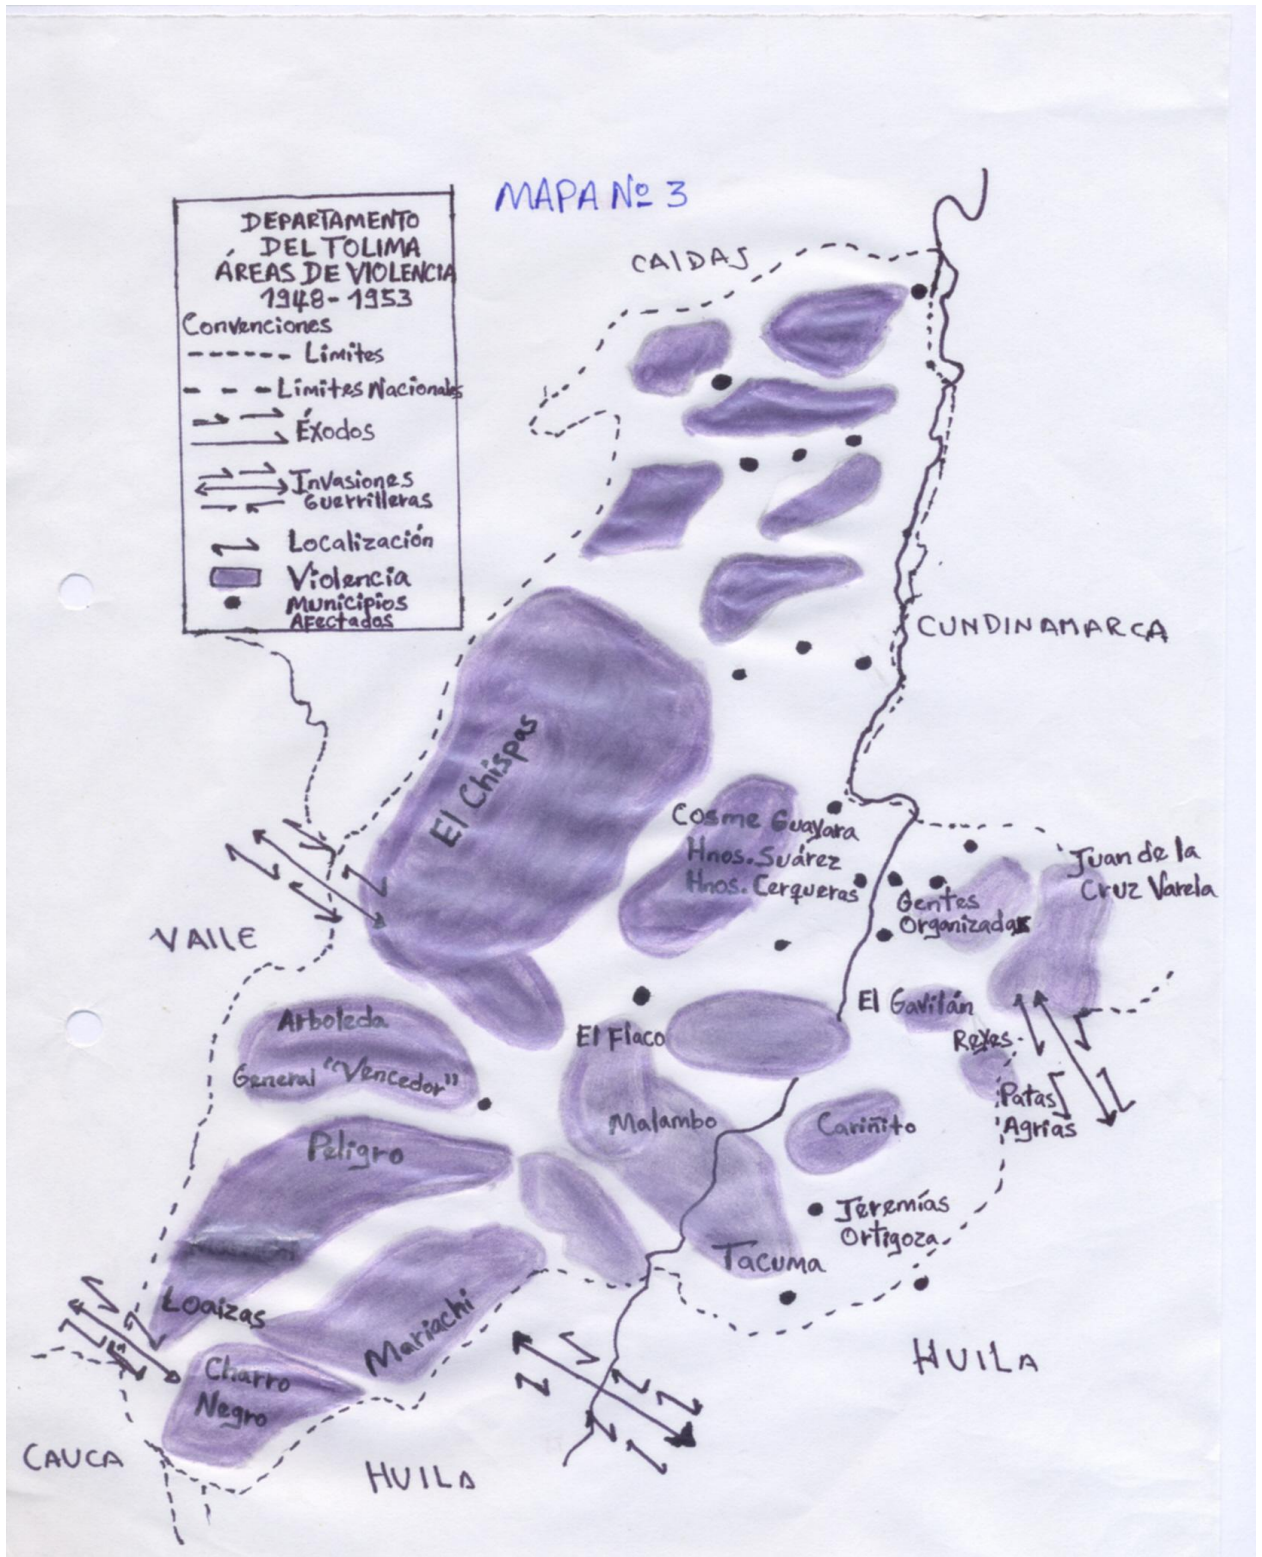 MAPA Nº 3
DEPARTAMENTO
DEL TOLIMA
ÁREAS DE VIOLENCIA
1948-1953
Convenciones
Límites
Límites Nacionales
Éxodos
Invasiones
Guerrilleras
Localización
Violencia
Municipios
Afectados
CALDAS
CUNDINAMARCA
El Chispas
Cosme Guayara
Hnos. Suárez
Hnos. Cerqueras
Juan de la
Cruz Varela
Gentes
Organizadas
VALLE
El Gavilán
Arboleda
El Flaco
Reyes
General "Vencedor"
Patas
Agrias
Malambo
Cariñito
Peligro
Jeremías
Ortigoza
Tacuma
Loaizas
Mariachi
Charro
Negro
HUILA
CAUCA
HUILA